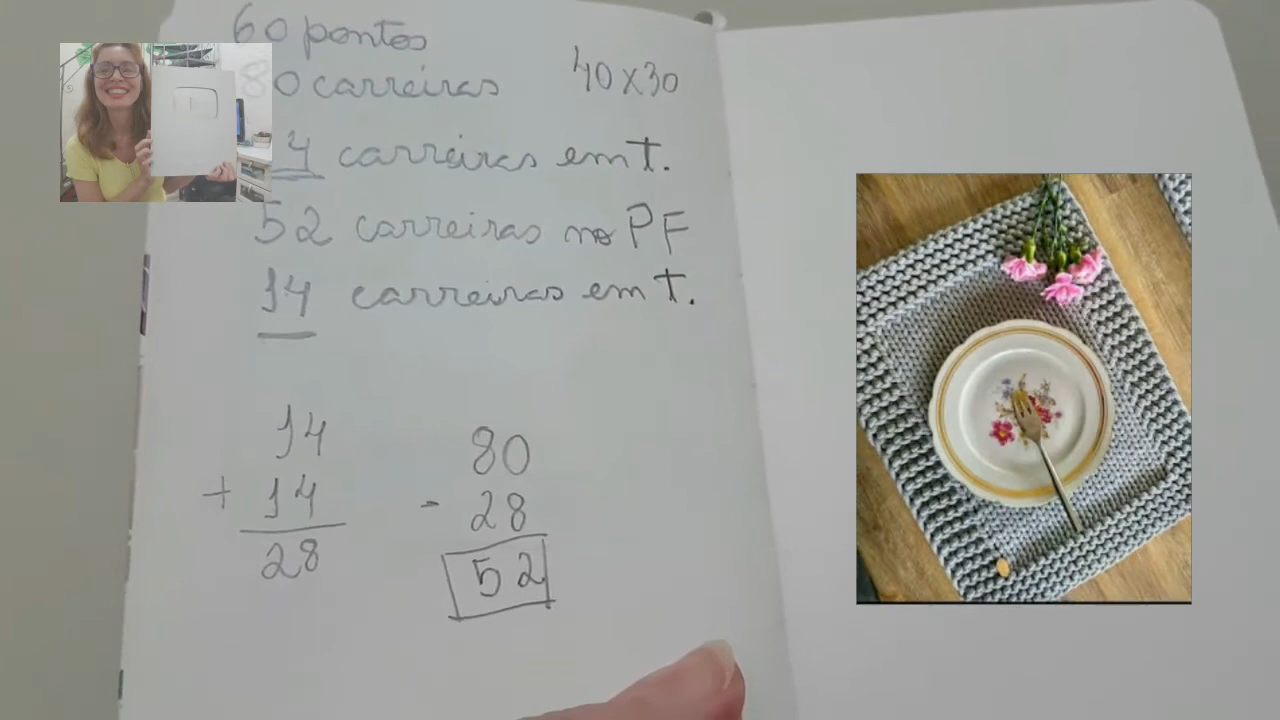 60 pontos
80 carreiras 40x30
4 carreiras em t.
52 carreiras no PF
14 carreiras em t.
14
+ 14
28
80
- 28
52